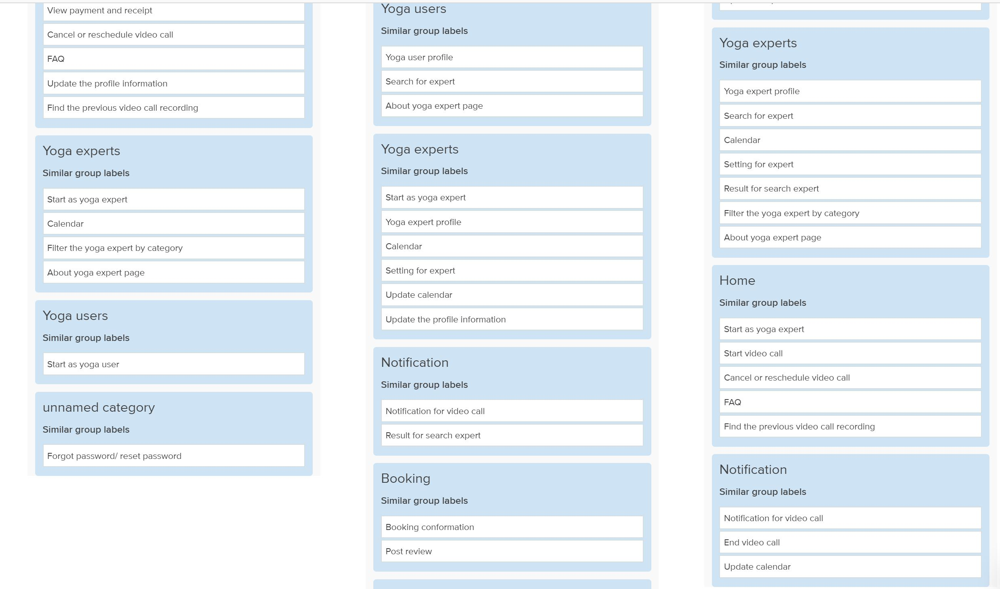 View payment and receipt
Cancel or reschedule video call
FAQ
Update the profile information
Find the previous video call recording
Yoga experts
Similar group labels
Start as yoga expert
Calendar
Filter the yoga expert by category
About yoga expert page
Yoga users
Similar group labels
Start as yoga user
unnamed category
Similar group labels
Forgot password/ reset password
Yoga users
Similar group labels
Yoga user profile
Search for expert
About yoga expert page
Yoga experts
Similar group labels
Start as yoga expert
Yoga expert profile
Calendar
Setting for expert
Update calendar
Update the profile information
Notification
Similar group labels
Notification for video call
Result for search expert
Booking
Similar group labels
Booking conformation
Post review
Yoga experts
Similar group labels
Yoga expert profile
Search for expert
Calendar
Setting for expert
Result for search expert
Filter the yoga expert by category
About yoga expert page
Home
Similar group labels
Start as yoga expert
Start video call
Cancel or reschedule video call
FAQ
Find the previous video call recording
Notification
Similar group labels
Notification for video call
End video call
Update calendar